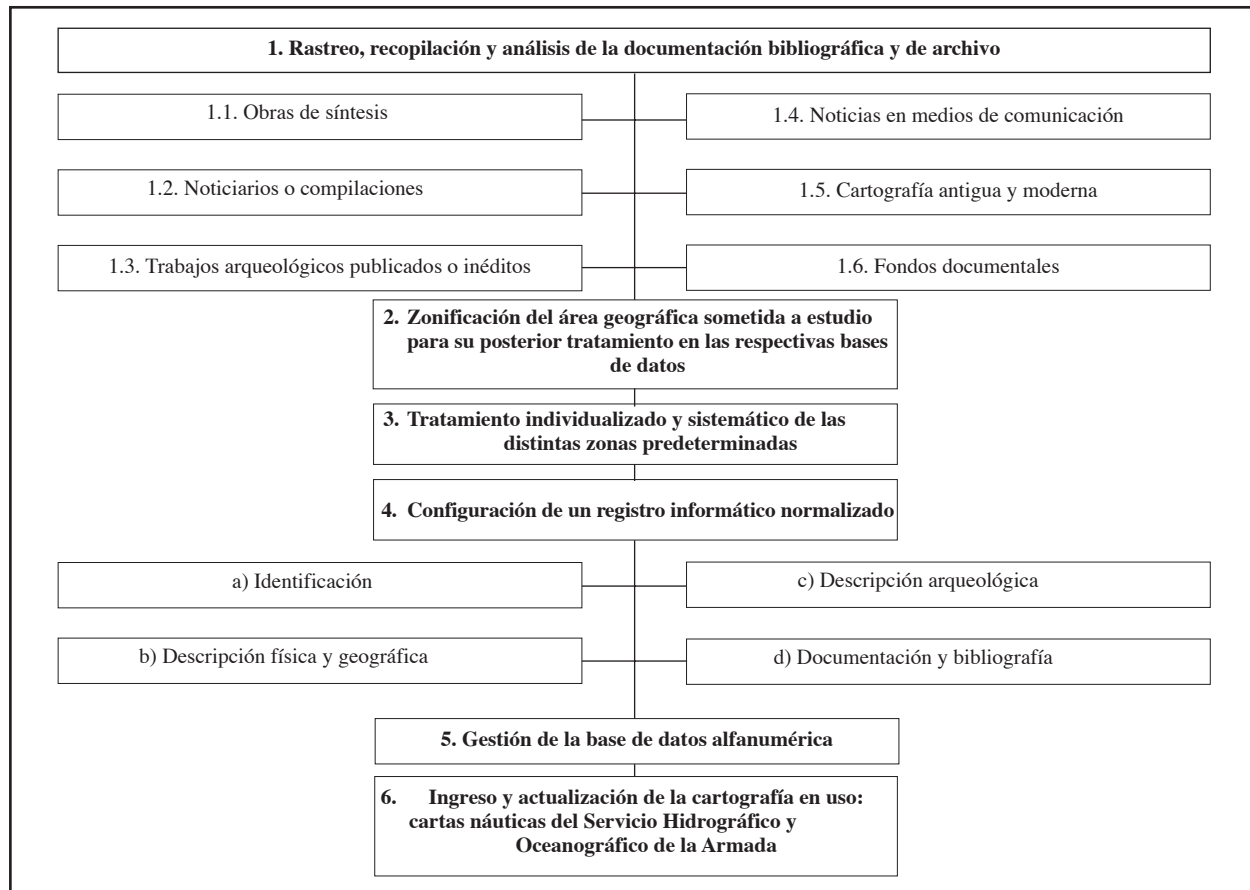 1. Rastreo, recopilación y análisis de la documentación bibliográfica y de archivo
1.1. Obras de síntesis
1.4. Noticias en medios de comunicación
1.2. Noticiarios o compilaciones
1.5. Cartografía antigua y moderna
1.3. Trabajos arqueológicos publicados o inéditos
1.6. Fondos documentales
2. Zonificación del área geográfica sometida a estudio
para su posterior tratamiento en las respectivas bases
de datos
3. Tratamiento individualizado y sistemático de las
distintas zonas predeterminadas
4. Configuración de un registro informático normalizado
a) Identificación
c) Descripción arqueológica
b) Descripción física y geográfica
d) Documentación y bibliografía
5. Gestión de la base de datos alfanumérica
6. Ingreso y actualización de la cartografía en uso:
cartas náuticas del Servicio Hidrográfico y
Oceanográfico de la Armada